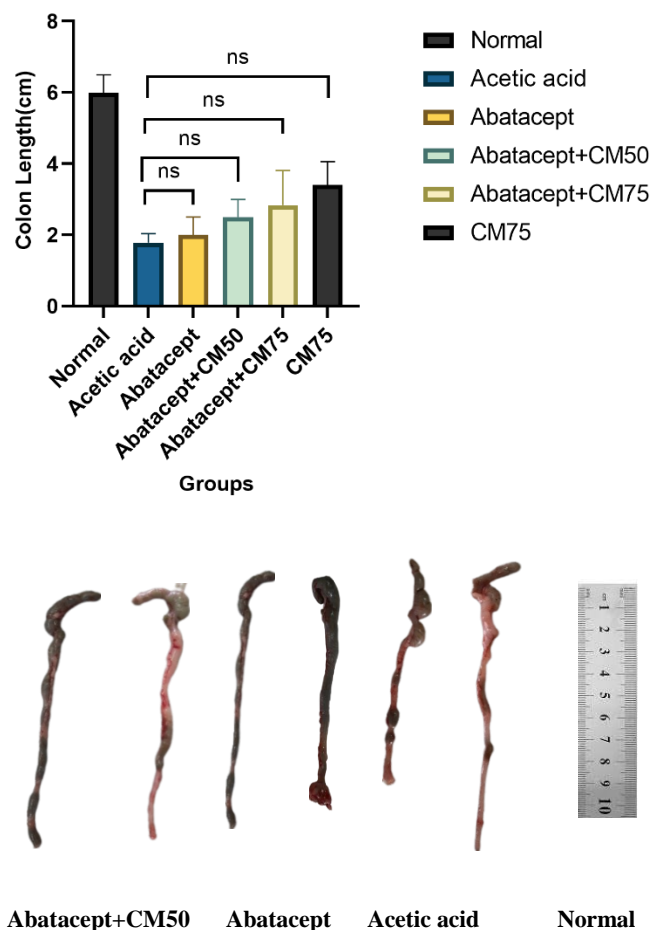 8
6
4
2
0
Colon Length(cm)
ns
ns
ns
ns
Normal
Acetic acid
Abatacept
Abatacept+CM50
Abatacept+CM75
CM75
Groups
Normal
Acetic acid
Abatacept
Abatacept+CM50
Abatacept+CM75
CM75
1
2
3
4
5
6
7
8
9
10
Abatacept+CM50 Abatacept Acetic acid Normal